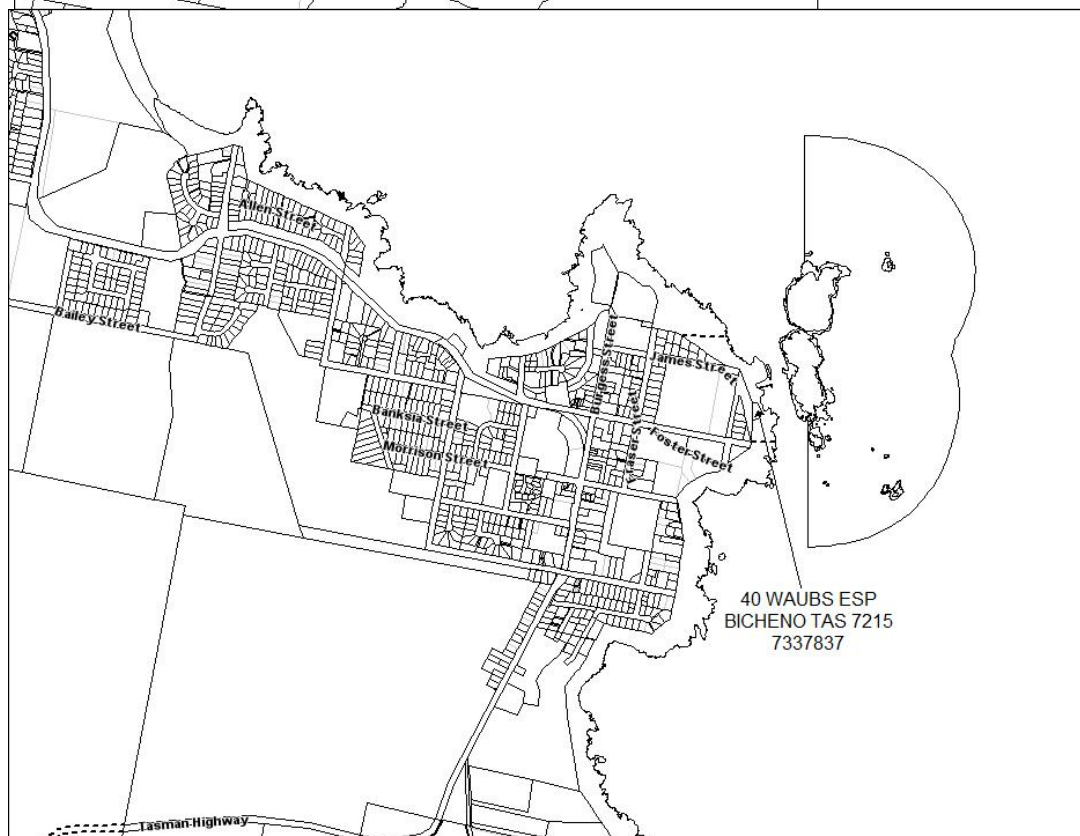 Allen Street
Bailey Street
Burgess Street
James Street
Fraser Street
Banksia Street
Foster Street
Morrison Street
40 WAUBS ESP
BICHENO TAS 7215
7337837
Tasman Highway